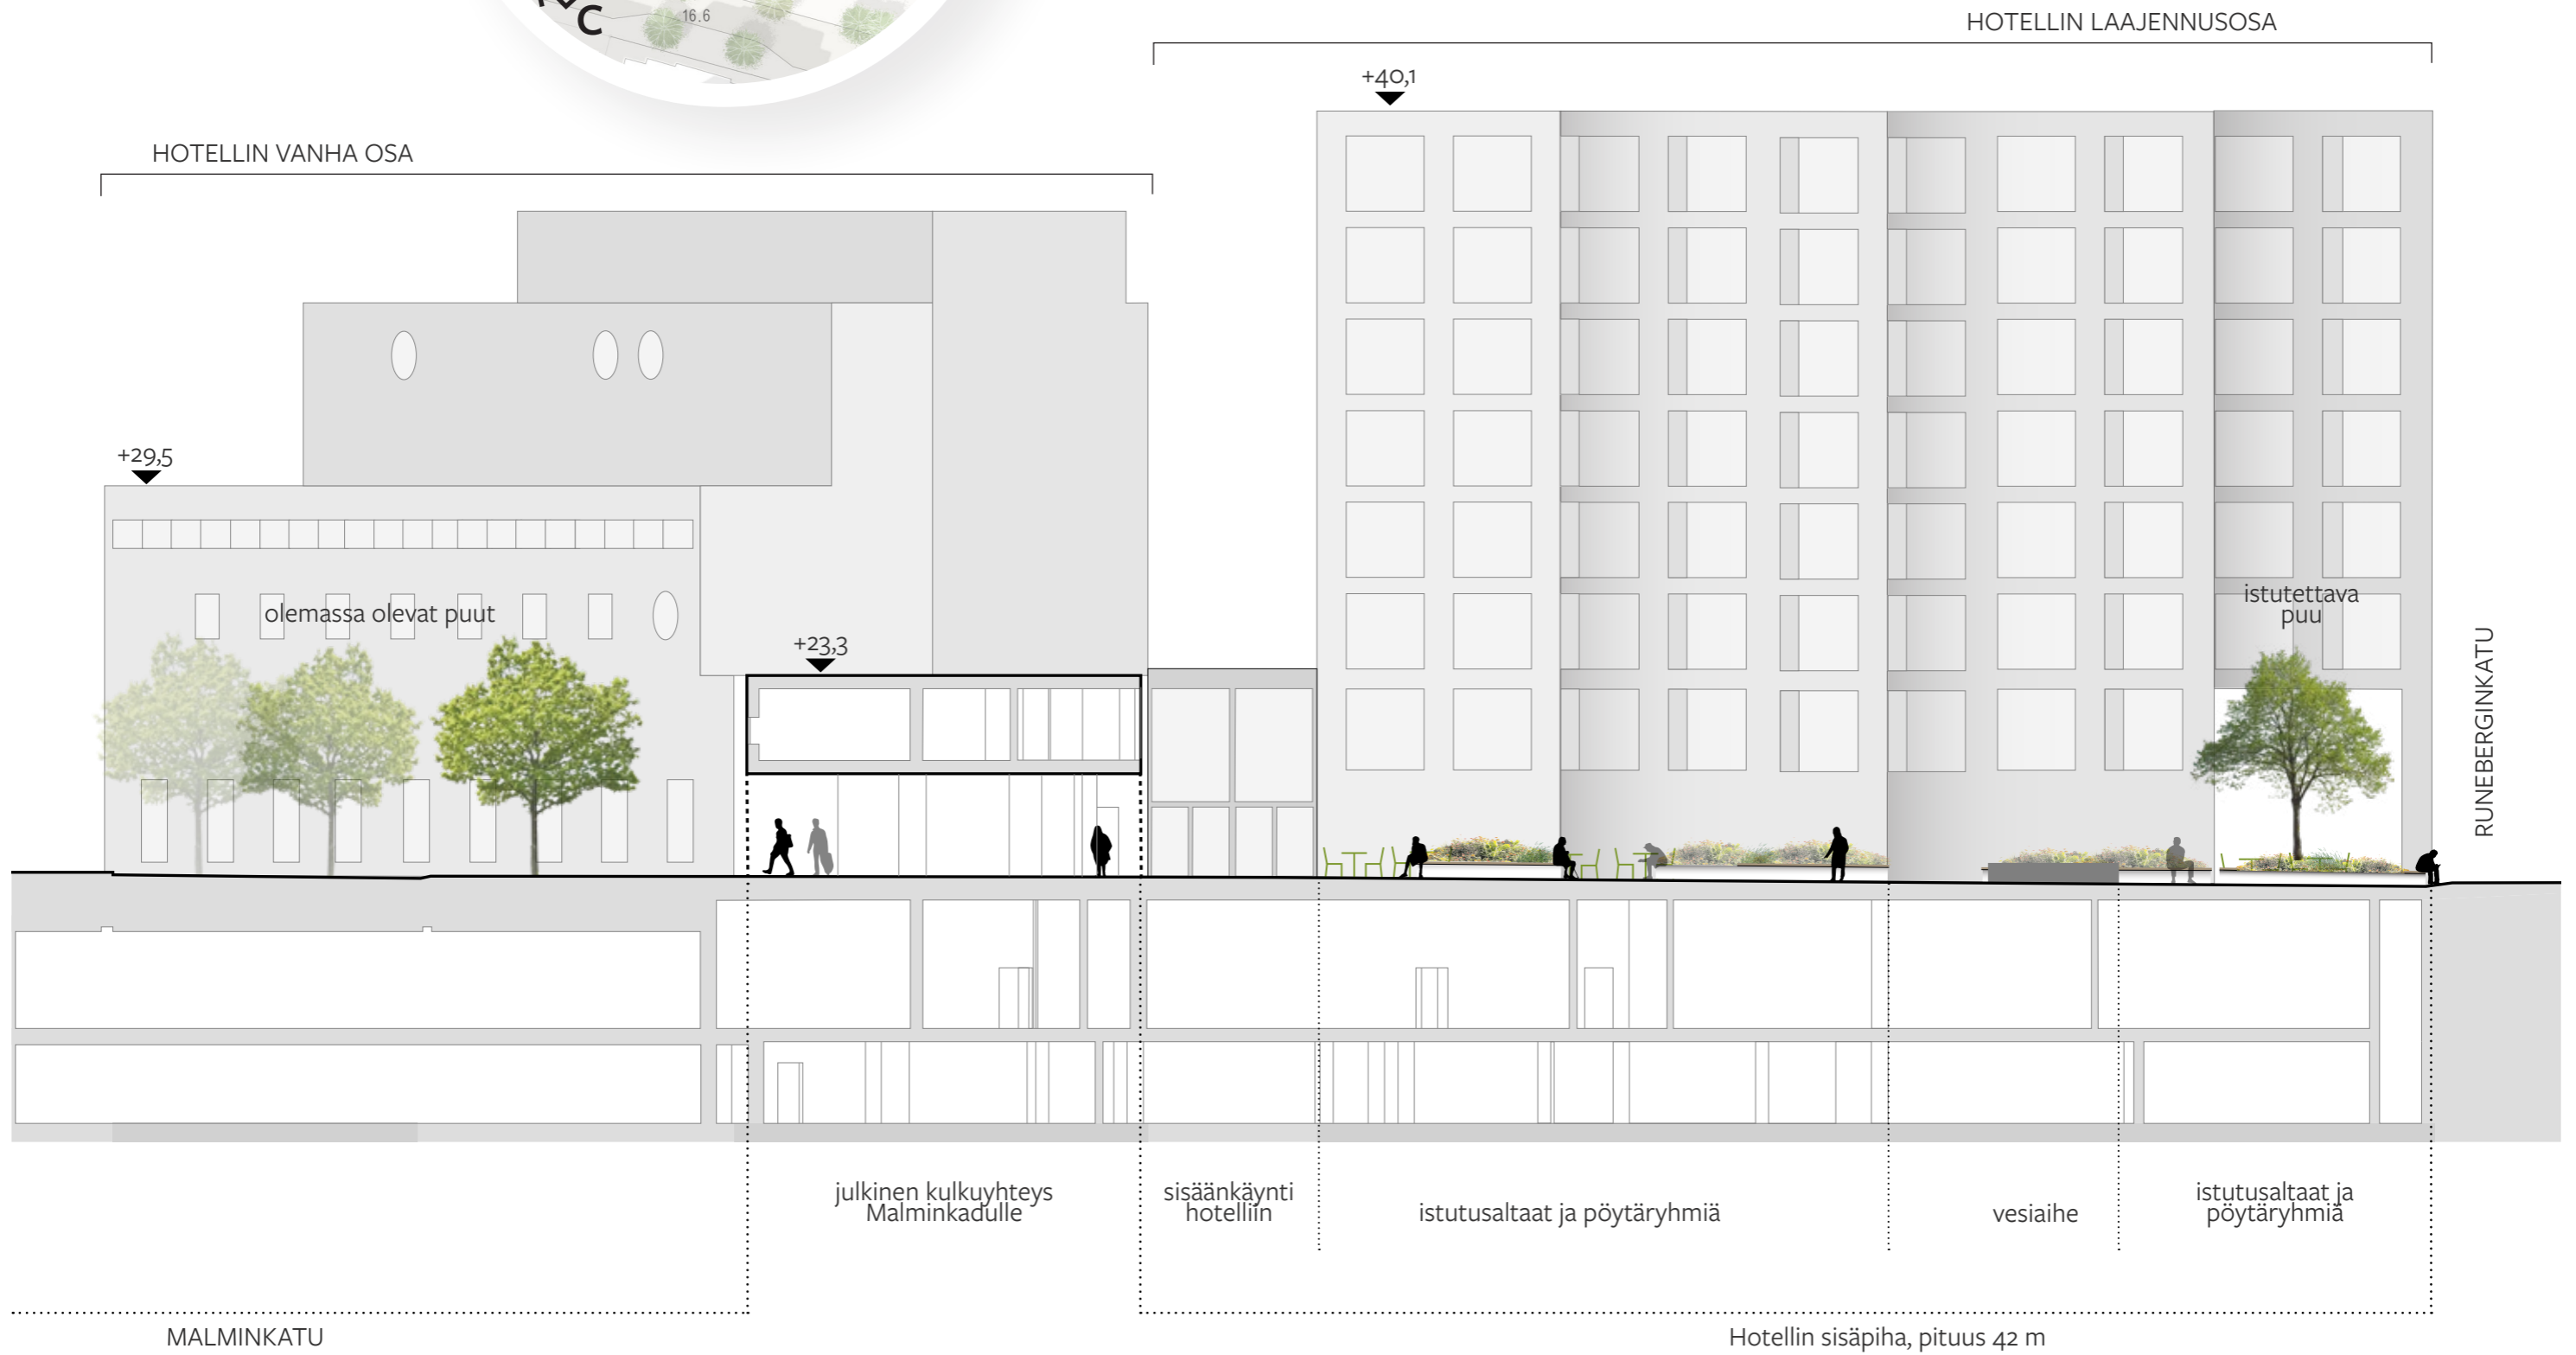 C
16.6
HOTELLIN LAAJENNUSOSA
+40,1
HOTELLIN VANHA OSA
+29,5
olemassa olevat puut
+23,3
istutettava
puu
RUNEBERGINKATU
julkinen kulkuyhteys
Malminkadulle
sisäänkäynti
hotelliin
istutusaltaat ja pöytäryhmiä
vesiaihe
istutusaltaat ja
pöytäryhmiä
MALMINKATU
Hotellin sisäpiha, pituus 42 m